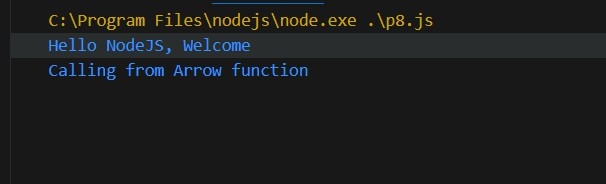 C:\Program Files\nodejs\node.exe .\p8.js
Hello NodeJS, Welcome
Calling from Arrow function